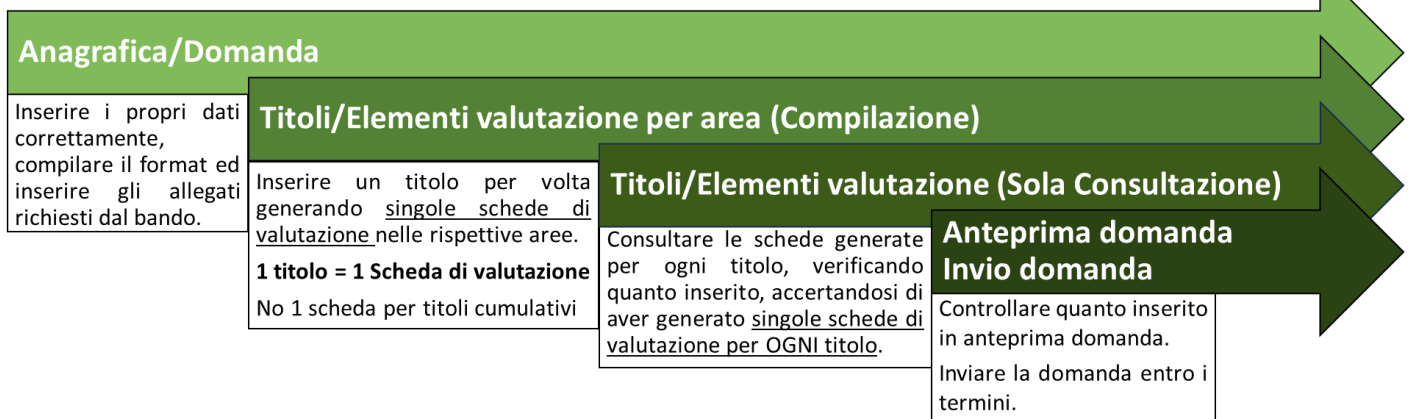 Anagrafica/Domanda
Inserire i propri dati
correttamente,
compilare il format ed
inserire gli allegati
richiesti dal bando.
Titoli/Elementi valutazione per area (Compilazione)
Inserire un titolo per volta
generando singole schede di
valutazione nelle rispettive aree.
1 titolo = 1 Scheda di valutazione
No 1 scheda per titoli cumulativi
Titoli/Elementi valutazione (Sola Consultazione)
Consultare le schede generate
per ogni titolo, verificando
quanto inserito, accertandosi di
aver generato singole schede di
valutazione per OGNI titolo.
Anteprima domanda
Invio domanda
Controllare quanto inserito
in anteprima domanda.
Inviare la domanda entro i
termini.